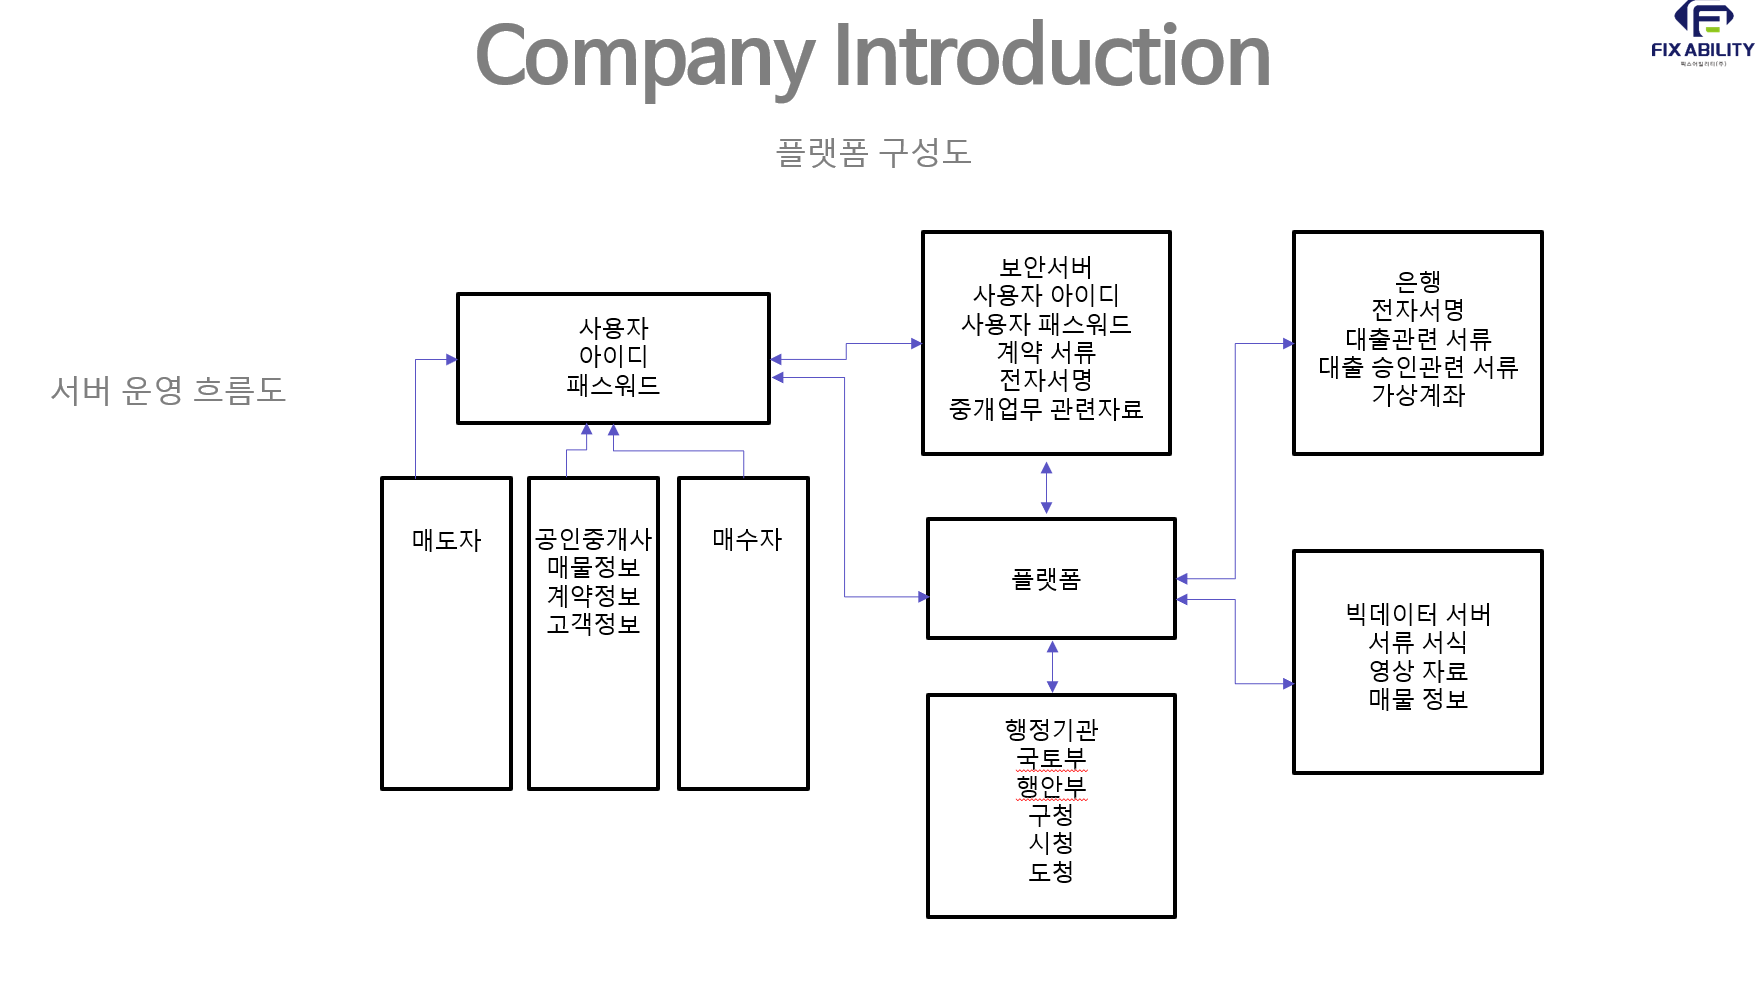 Company Introduction
FIX ABILITY
픽스어빌리티(주)
플랫폼 구성도
서버 운영 흐름도
사용자
아이디
패스워드
보안서버
사용자 아이디
사용자 패스워드
계약 서류
전자서명
중개업무 관련자료
은행
전자서명
대출관련 서류
대출 승인관련 서류
가상계좌
매도자
공인중개사
매물정보
계약정보
고객정보
매수자
플랫폼
빅데이터 서버
서류 서식
영상 자료
매물 정보
행정기관
국토부
행안부
구청
시청
도청